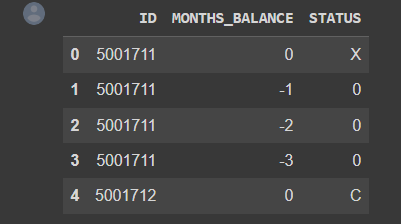 ID MONTHS_BALANCE STATUS
0 5001711 0 X
1 5001711 -1 0
2 5001711 -2 0
3 5001711 -3 0
4 5001712 0 C